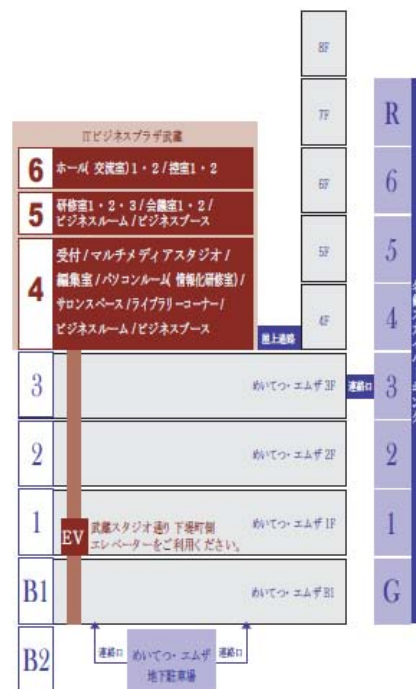 8F
7F
6F
5F
4F
ITビジネスプラザ武蔵
6 ホール(交流室)1・2/控室1・2
5 研修室1・2・3/会議室1・2/
ビジネスルーム/ビジネスブース
4 受付/マルチメディアスタジオ/
編集室/パソコンルーム(情報化研修室)/
サロンスペース/ライブラリーコーナー/
ビジネスルーム/ビジネスブース
屋上通路
3 めいてつ・エムザ3F
連絡口
2 めいてつ・エムザ2F
1 めいてつ・エムザ1F
EV 武蔵スタジオ通り下堤町側
エレベーターをご利用ください。
B1 めいてつ・エムザB1
B2
連絡口
めいてつ・エムザ
地下駐車場
連絡口
R
6
5
4
3
2
1
G